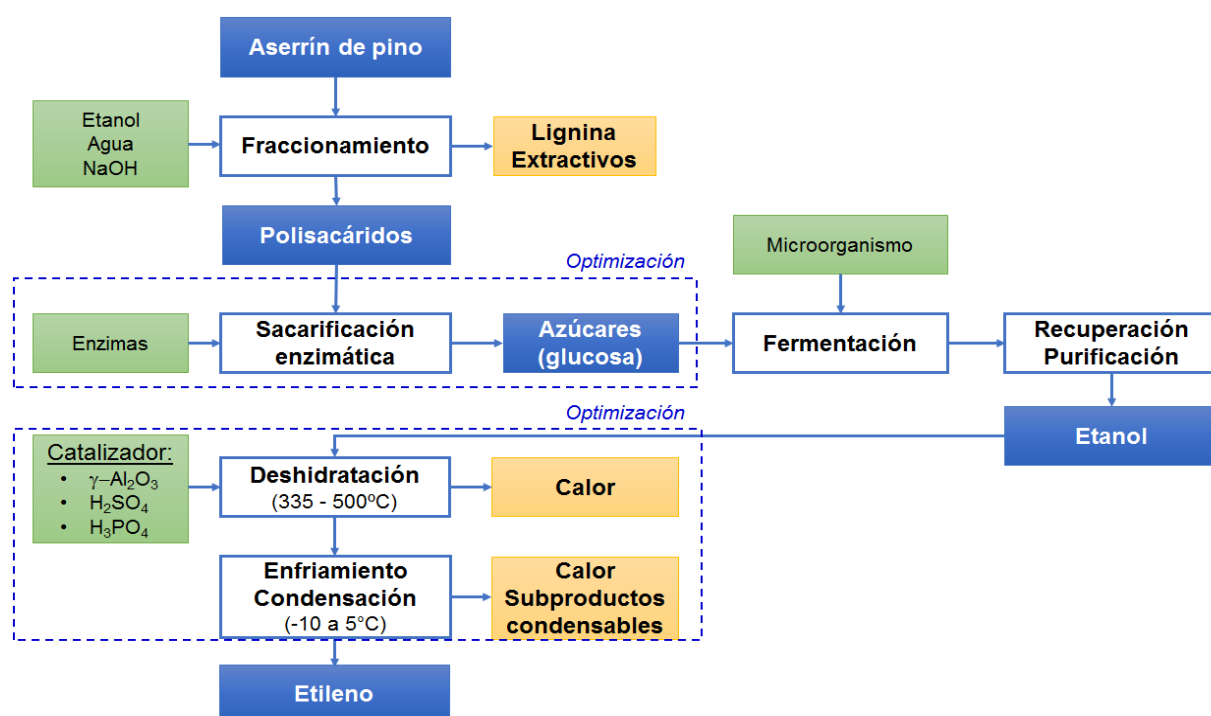 Aserrín de pino
Etanol
Agua
NaOH
Fraccionamiento
Lignina
Extractivos
Polisacáridos
Microorganismo
Optimización
Enzimas
Sacarificación
enzimática
Azúcares
(glucosa)
Fermentación
Recuperación
Purificación
Optimización
Etanol
Catalizador:
• γ–Al₂O₃
• H₂SO₄
• H₃PO₄
Deshidratación
(335 - 500ºC)
Calor
Enfriamiento
Condensación
(-10 a 5°C)
Calor
Subproductos
condensables
Etileno